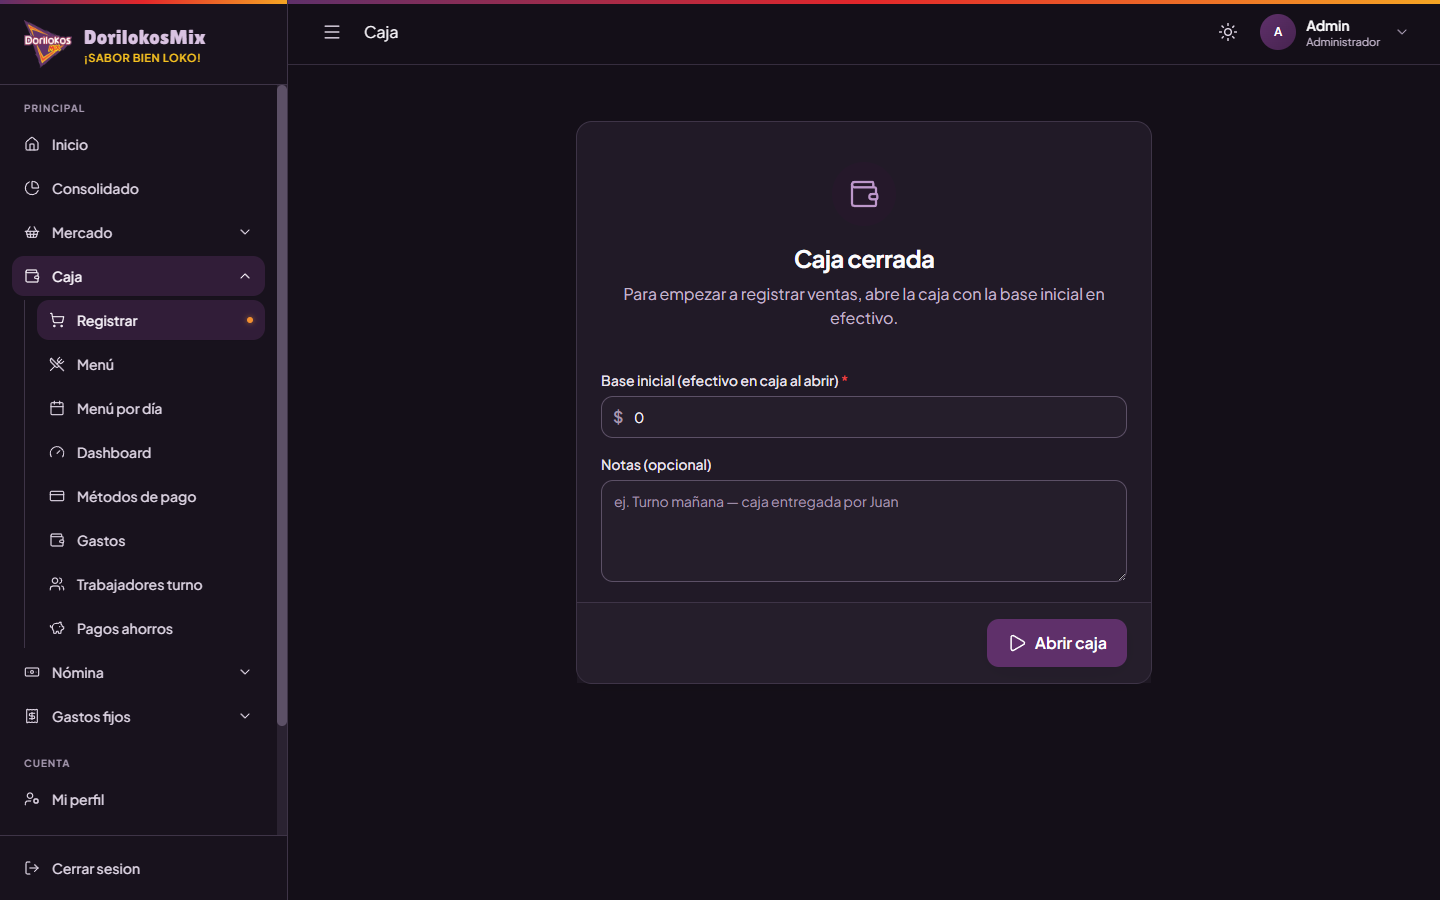 Dorilokos
DorilokosMix
¡SABOR BIEN LOKO!
PRINCIPAL
Inicio
Consolidado
Mercado
Caja
Registrar
Menú
Menú por día
Dashboard
Métodos de pago
Gastos
Trabajadores turno
Pagos ahorros
Nómina
Gastos fijos
CUENTA
Mi perfil
Cerrar sesion
Caja
A
Admin
Administrador
Caja cerrada
Para empezar a registrar ventas, abre la caja con la base inicial en
efectivo.
Base inicial (efectivo en caja al abrir) *
$ 0
Notas (opcional)
ej. Turno mañana — caja entregada por Juan
Abrir caja